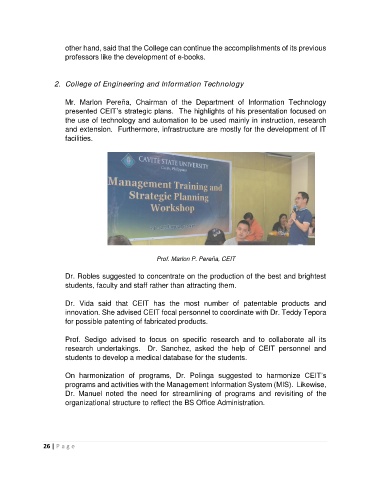 other hand, said that the College can continue the accomplishments of its previous
professors like the development of e-books.
2. College of Engineering and Information Technology
Mr. Marlon Pereña, Chairman of the Department of Information Technology
presented CEIT's strategic plans. The highlights of his presentation focused on
the use of technology and automation to be used mainly in instruction, research
and extension. Furthermore, infrastructure are mostly for the development of IT
facilities.
CAVITE STATE UNIVERSITY
Management Training and
Strategic Planning
Workshop
Prof. Marlon P. Pereña, CEIT
Dr. Robles suggested to concentrate on the production of the best and brightest
students, faculty and staff rather than attracting them.
Dr. Vida said that CEIT has the most number of patentable products and
innovation. She advised CEIT focal personnel to coordinate with Dr. Teddy Tepora
for possible patenting of fabricated products.
Prof. Sedigo advised to focus on specific research and to collaborate all its
research undertakings. Dr. Sanchez, asked the help of CEIT personnel and
students to develop a medical database for the students.
On harmonization of programs, Dr. Polinga suggested to harmonize CEIT's
programs and activities with the Management Information System (MIS). Likewise,
Dr. Manuel noted the need for streamlining of programs and revisiting of the
organizational structure to reflect the BS Office Administration.
26 | Page